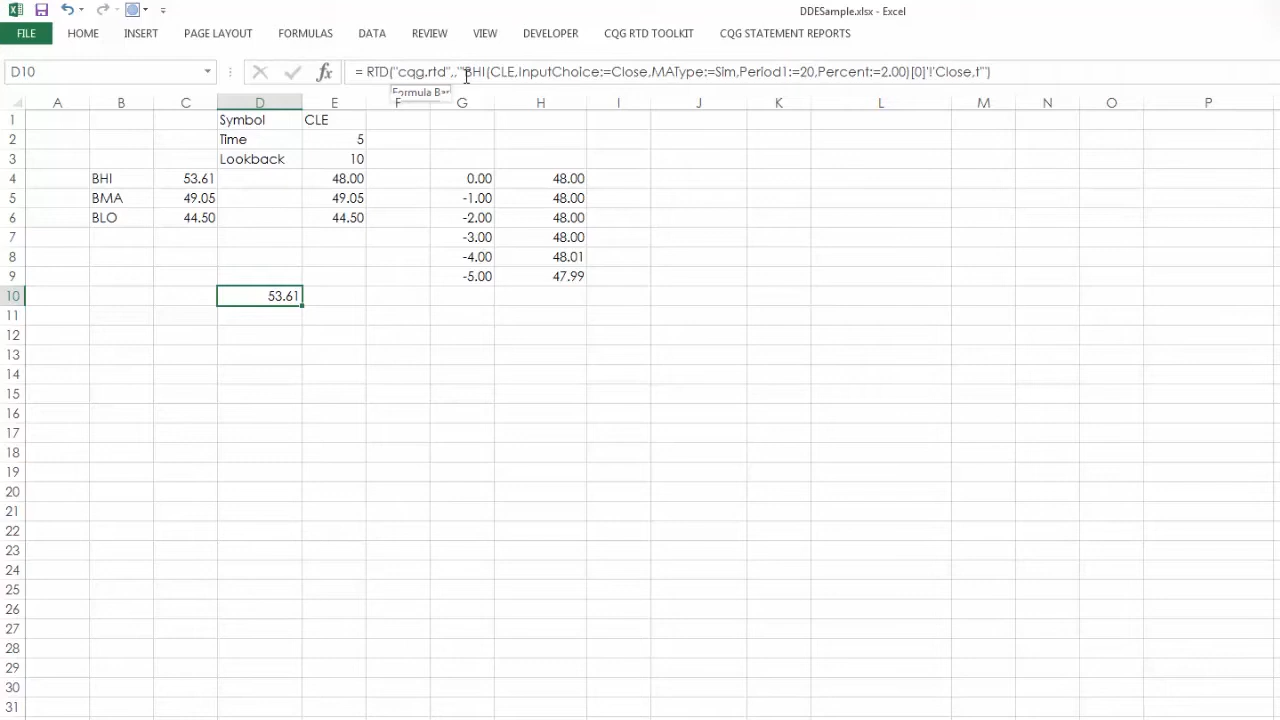 DDESample.xlsx - Excel
FILE HOME INSERT PAGE LAYOUT FORMULAS DATA REVIEW VIEW DEVELOPER CQG RTD TOOLKIT CQG STATEMENT REPORTS
D10 fx = RTD("cqg.rtd",,"'BHI(CLE,InputChoice:=Close,MAType:=Sim,Period1:=20,Percent:=2.00)[0]'!'Close,t'")
Formula Bar
A B C D E F G H I J K L M N O P
1 Symbol CLE
2 Time 5
3 Lookback 10
4 BHI 53.61 48.00 0.00 48.00
5 BMA 49.05 49.05 -1.00 48.00
6 BLO 44.50 44.50 -2.00 48.00
7 -3.00 48.00
8 -4.00 48.01
9 -5.00 47.99
10 53.61
11
12
13
14
15
16
17
18
19
20
21
22
23
24
25
26
27
28
29
30
31